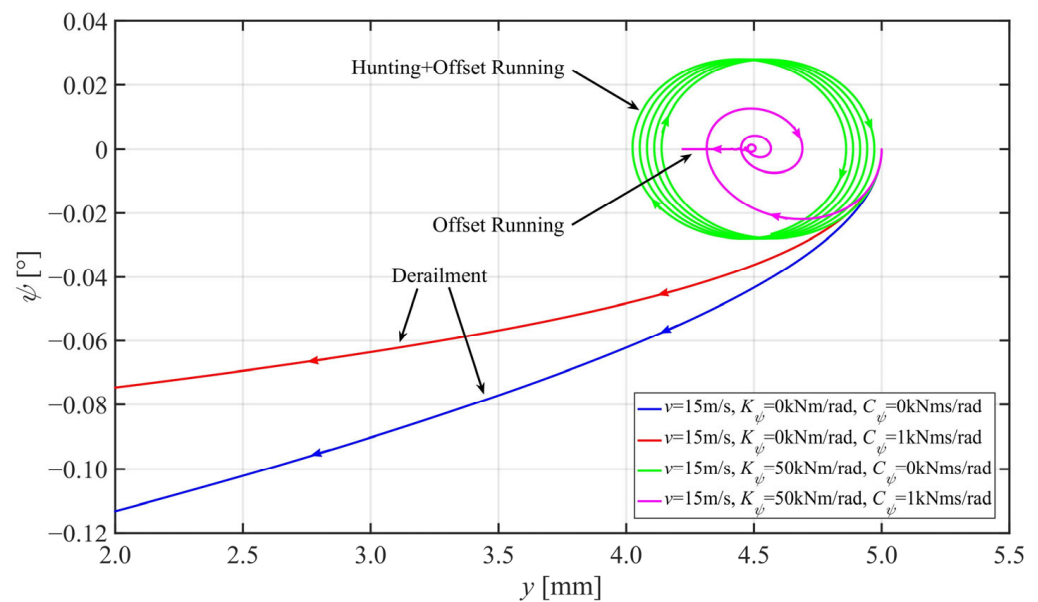 0.04
0.02
0
−0.02
−0.04
−0.06
−0.08
−0.10
−0.12
ψ [°]
Hunting+Offset Running
Offset Running
Derailment
v=15m/s, Kψ=0kNm/rad, Cψ=0kNms/rad
v=15m/s, Kψ=0kNm/rad, Cψ=1kNms/rad
v=15m/s, Kψ=50kNm/rad, Cψ=0kNms/rad
v=15m/s, Kψ=50kNm/rad, Cψ=1kNms/rad
2.0 2.5 3.0 3.5 4.0 4.5 5.0 5.5
y [mm]